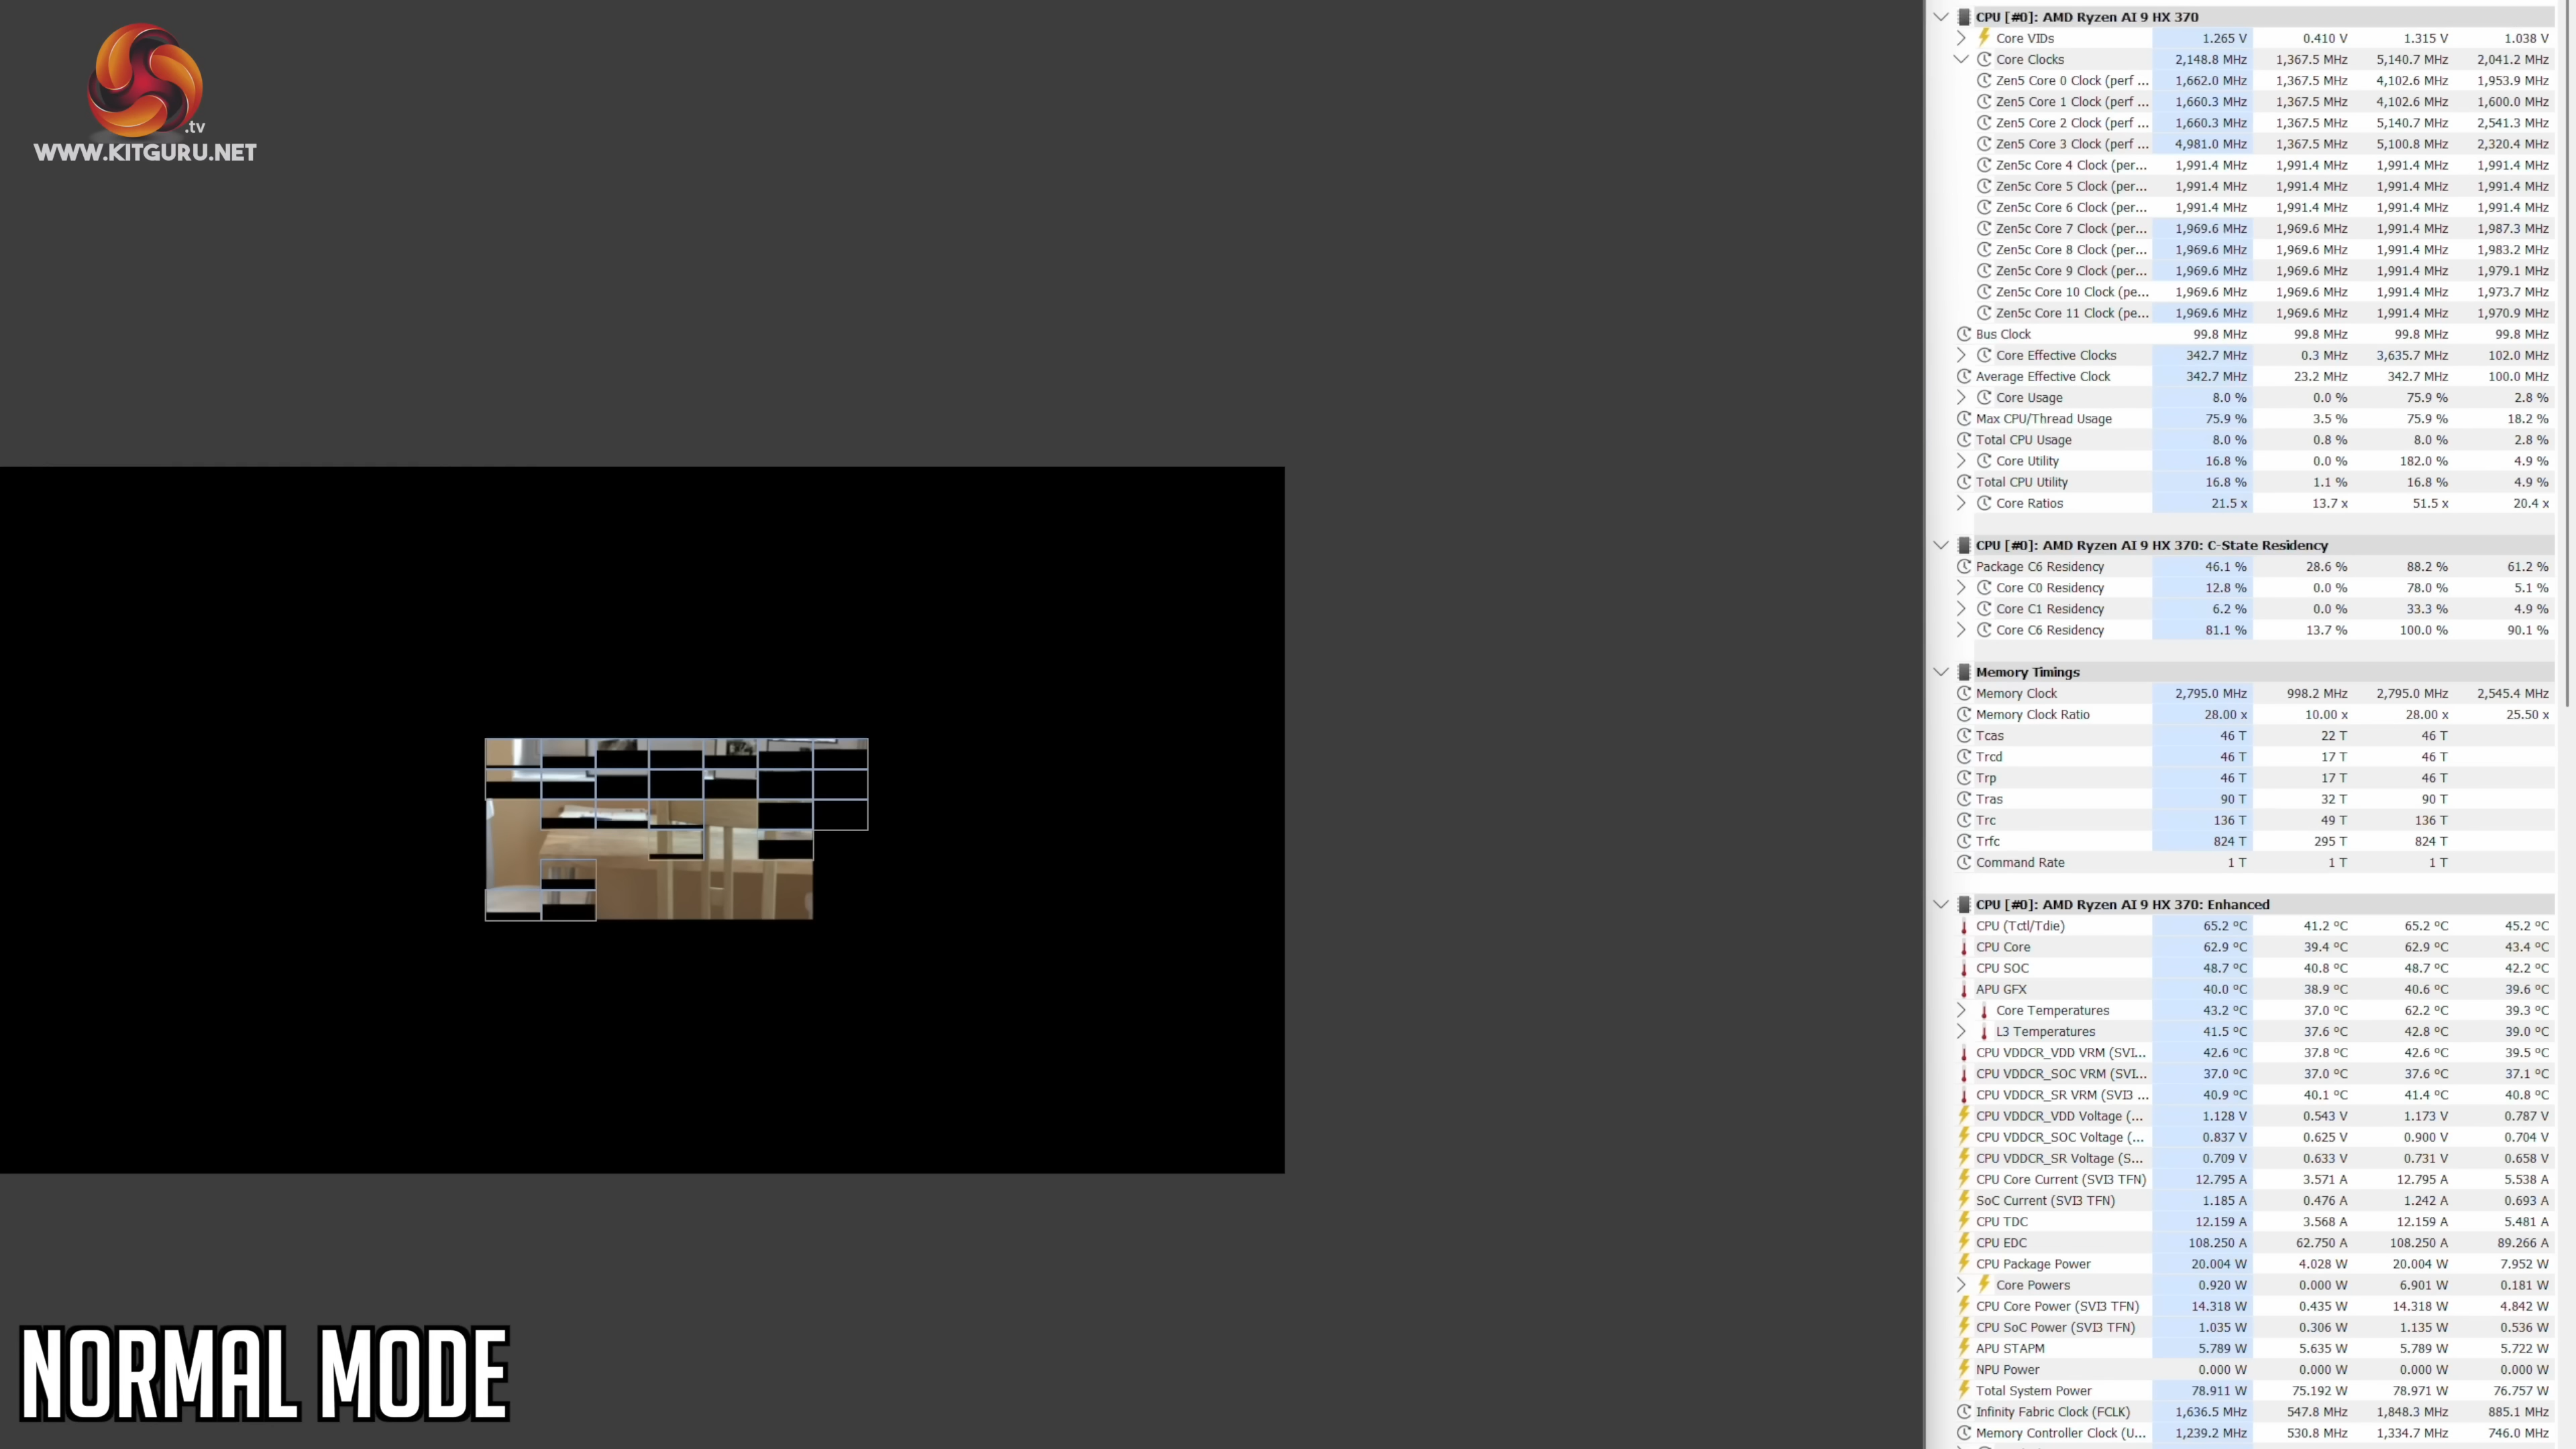 .tv
WWW.KITGURU.NET
NORMAL MODE
CPU [#0]: AMD Ryzen AI 9 HX 370
Core VIDs 1.265 V 0.410 V 1.315 V 1.038 V
Core Clocks 2,148.8 MHz 1,367.5 MHz 5,140.7 MHz 2,041.2 MHz
Zen5 Core 0 Clock (perf ... 1,662.0 MHz 1,367.5 MHz 4,102.6 MHz 1,953.9 MHz
Zen5 Core 1 Clock (perf ... 1,660.3 MHz 1,367.5 MHz 4,102.6 MHz 1,600.0 MHz
Zen5 Core 2 Clock (perf ... 1,660.3 MHz 1,367.5 MHz 5,140.7 MHz 2,541.3 MHz
Zen5 Core 3 Clock (perf ... 4,981.0 MHz 1,367.5 MHz 5,100.8 MHz 2,320.4 MHz
Zen5c Core 4 Clock (per... 1,991.4 MHz 1,991.4 MHz 1,991.4 MHz 1,991.4 MHz
Zen5c Core 5 Clock (per... 1,991.4 MHz 1,991.4 MHz 1,991.4 MHz 1,991.4 MHz
Zen5c Core 6 Clock (per... 1,991.4 MHz 1,991.4 MHz 1,991.4 MHz 1,991.4 MHz
Zen5c Core 7 Clock (per... 1,969.6 MHz 1,969.6 MHz 1,991.4 MHz 1,987.3 MHz
Zen5c Core 8 Clock (per... 1,969.6 MHz 1,969.6 MHz 1,991.4 MHz 1,983.2 MHz
Zen5c Core 9 Clock (per... 1,969.6 MHz 1,969.6 MHz 1,991.4 MHz 1,979.1 MHz
Zen5c Core 10 Clock (pe... 1,969.6 MHz 1,969.6 MHz 1,991.4 MHz 1,973.7 MHz
Zen5c Core 11 Clock (pe... 1,969.6 MHz 1,969.6 MHz 1,991.4 MHz 1,970.9 MHz
Bus Clock 99.8 MHz 99.8 MHz 99.8 MHz 99.8 MHz
Core Effective Clocks 342.7 MHz 0.3 MHz 3,635.7 MHz 102.0 MHz
Average Effective Clock 342.7 MHz 23.2 MHz 342.7 MHz 100.0 MHz
Core Usage 8.0 % 0.0 % 75.9 % 2.8 %
Max CPU/Thread Usage 75.9 % 3.5 % 75.9 % 18.2 %
Total CPU Usage 8.0 % 0.8 % 8.0 % 2.8 %
Core Utility 16.8 % 0.0 % 182.0 % 4.9 %
Total CPU Utility 16.8 % 1.1 % 16.8 % 4.9 %
Core Ratios 21.5 x 13.7 x 51.5 x 20.4 x
CPU [#0]: AMD Ryzen AI 9 HX 370: C-State Residency
Package C6 Residency 46.1 % 28.6 % 88.2 % 61.2 %
Core C0 Residency 12.8 % 0.0 % 78.0 % 5.1 %
Core C1 Residency 6.2 % 0.0 % 33.3 % 4.9 %
Core C6 Residency 81.1 % 13.7 % 100.0 % 90.1 %
Memory Timings
Memory Clock 2,795.0 MHz 998.2 MHz 2,795.0 MHz 2,545.4 MHz
Memory Clock Ratio 28.00 x 10.00 x 28.00 x 25.50 x
Tcas 46 T 22 T 46 T
Trcd 46 T 17 T 46 T
Trp 46 T 17 T 46 T
Tras 90 T 32 T 90 T
Trc 136 T 49 T 136 T
Trfc 824 T 295 T 824 T
Command Rate 1 T 1 T 1 T
CPU [#0]: AMD Ryzen AI 9 HX 370: Enhanced
CPU (Tctl/Tdie) 65.2 °C 41.2 °C 65.2 °C 45.2 °C
CPU Core 62.9 °C 39.4 °C 62.9 °C 43.4 °C
CPU SOC 48.7 °C 40.8 °C 48.7 °C 42.2 °C
APU GFX 40.0 °C 38.9 °C 40.6 °C 39.6 °C
Core Temperatures 43.2 °C 37.0 °C 62.2 °C 39.3 °C
L3 Temperatures 41.5 °C 37.6 °C 42.8 °C 39.0 °C
CPU VDDCR_VDD VRM (SVI... 42.6 °C 37.8 °C 42.6 °C 39.5 °C
CPU VDDCR_SOC VRM (SVI... 37.0 °C 37.0 °C 37.6 °C 37.1 °C
CPU VDDCR_SR VRM (SVI3 ... 40.9 °C 40.1 °C 41.4 °C 40.8 °C
CPU VDDCR_VDD Voltage (... 1.128 V 0.543 V 1.173 V 0.787 V
CPU VDDCR_SOC Voltage (... 0.837 V 0.625 V 0.900 V 0.704 V
CPU VDDCR_SR Voltage (S... 0.709 V 0.633 V 0.731 V 0.658 V
CPU Core Current (SVI3 TFN) 12.795 A 3.571 A 12.795 A 5.538 A
SoC Current (SVI3 TFN) 1.185 A 0.476 A 1.242 A 0.693 A
CPU TDC 12.159 A 3.568 A 12.159 A 5.481 A
CPU EDC 108.250 A 62.750 A 108.250 A 89.266 A
CPU Package Power 20.004 W 4.028 W 20.004 W 7.952 W
Core Powers 0.920 W 0.000 W 6.901 W 0.181 W
CPU Core Power (SVI3 TFN) 14.318 W 0.435 W 14.318 W 4.842 W
CPU SoC Power (SVI3 TFN) 1.035 W 0.306 W 1.135 W 0.536 W
APU STAPM 5.789 W 5.635 W 5.789 W 5.722 W
NPU Power 0.000 W 0.000 W 0.000 W 0.000 W
Total System Power 78.911 W 75.192 W 78.971 W 76.757 W
Infinity Fabric Clock (FCLK) 1,636.5 MHz 547.8 MHz 1,848.3 MHz 885.1 MHz
Memory Controller Clock (U... 1,239.2 MHz 530.8 MHz 1,334.7 MHz 746.0 MHz